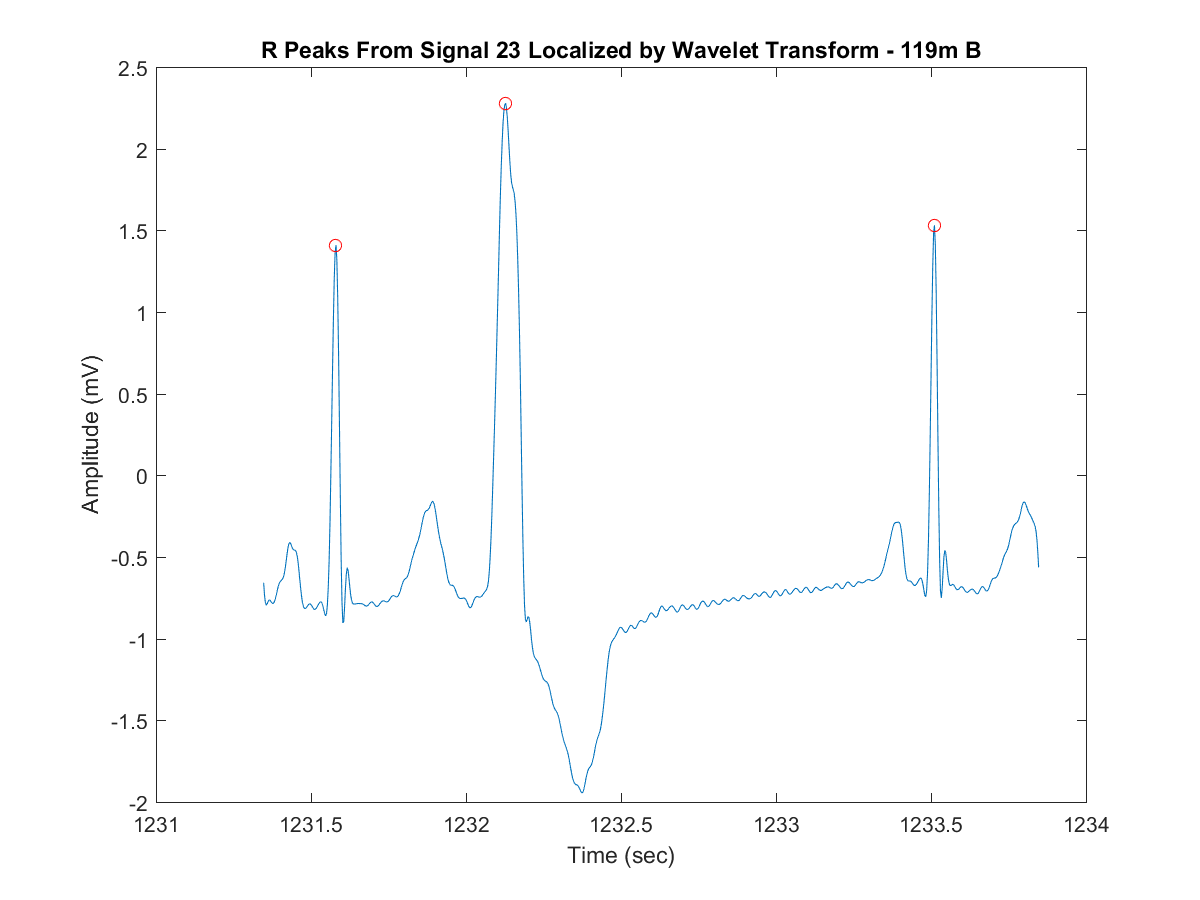 R Peaks From Signal 23 Localized by Wavelet Transform - 119m B
2.5
2
1.5
1
0.5
0
-0.5
-1
-1.5
-2
Amplitude (mV)
1231 1231.5 1232 1232.5 1233 1233.5 1234
Time (sec)